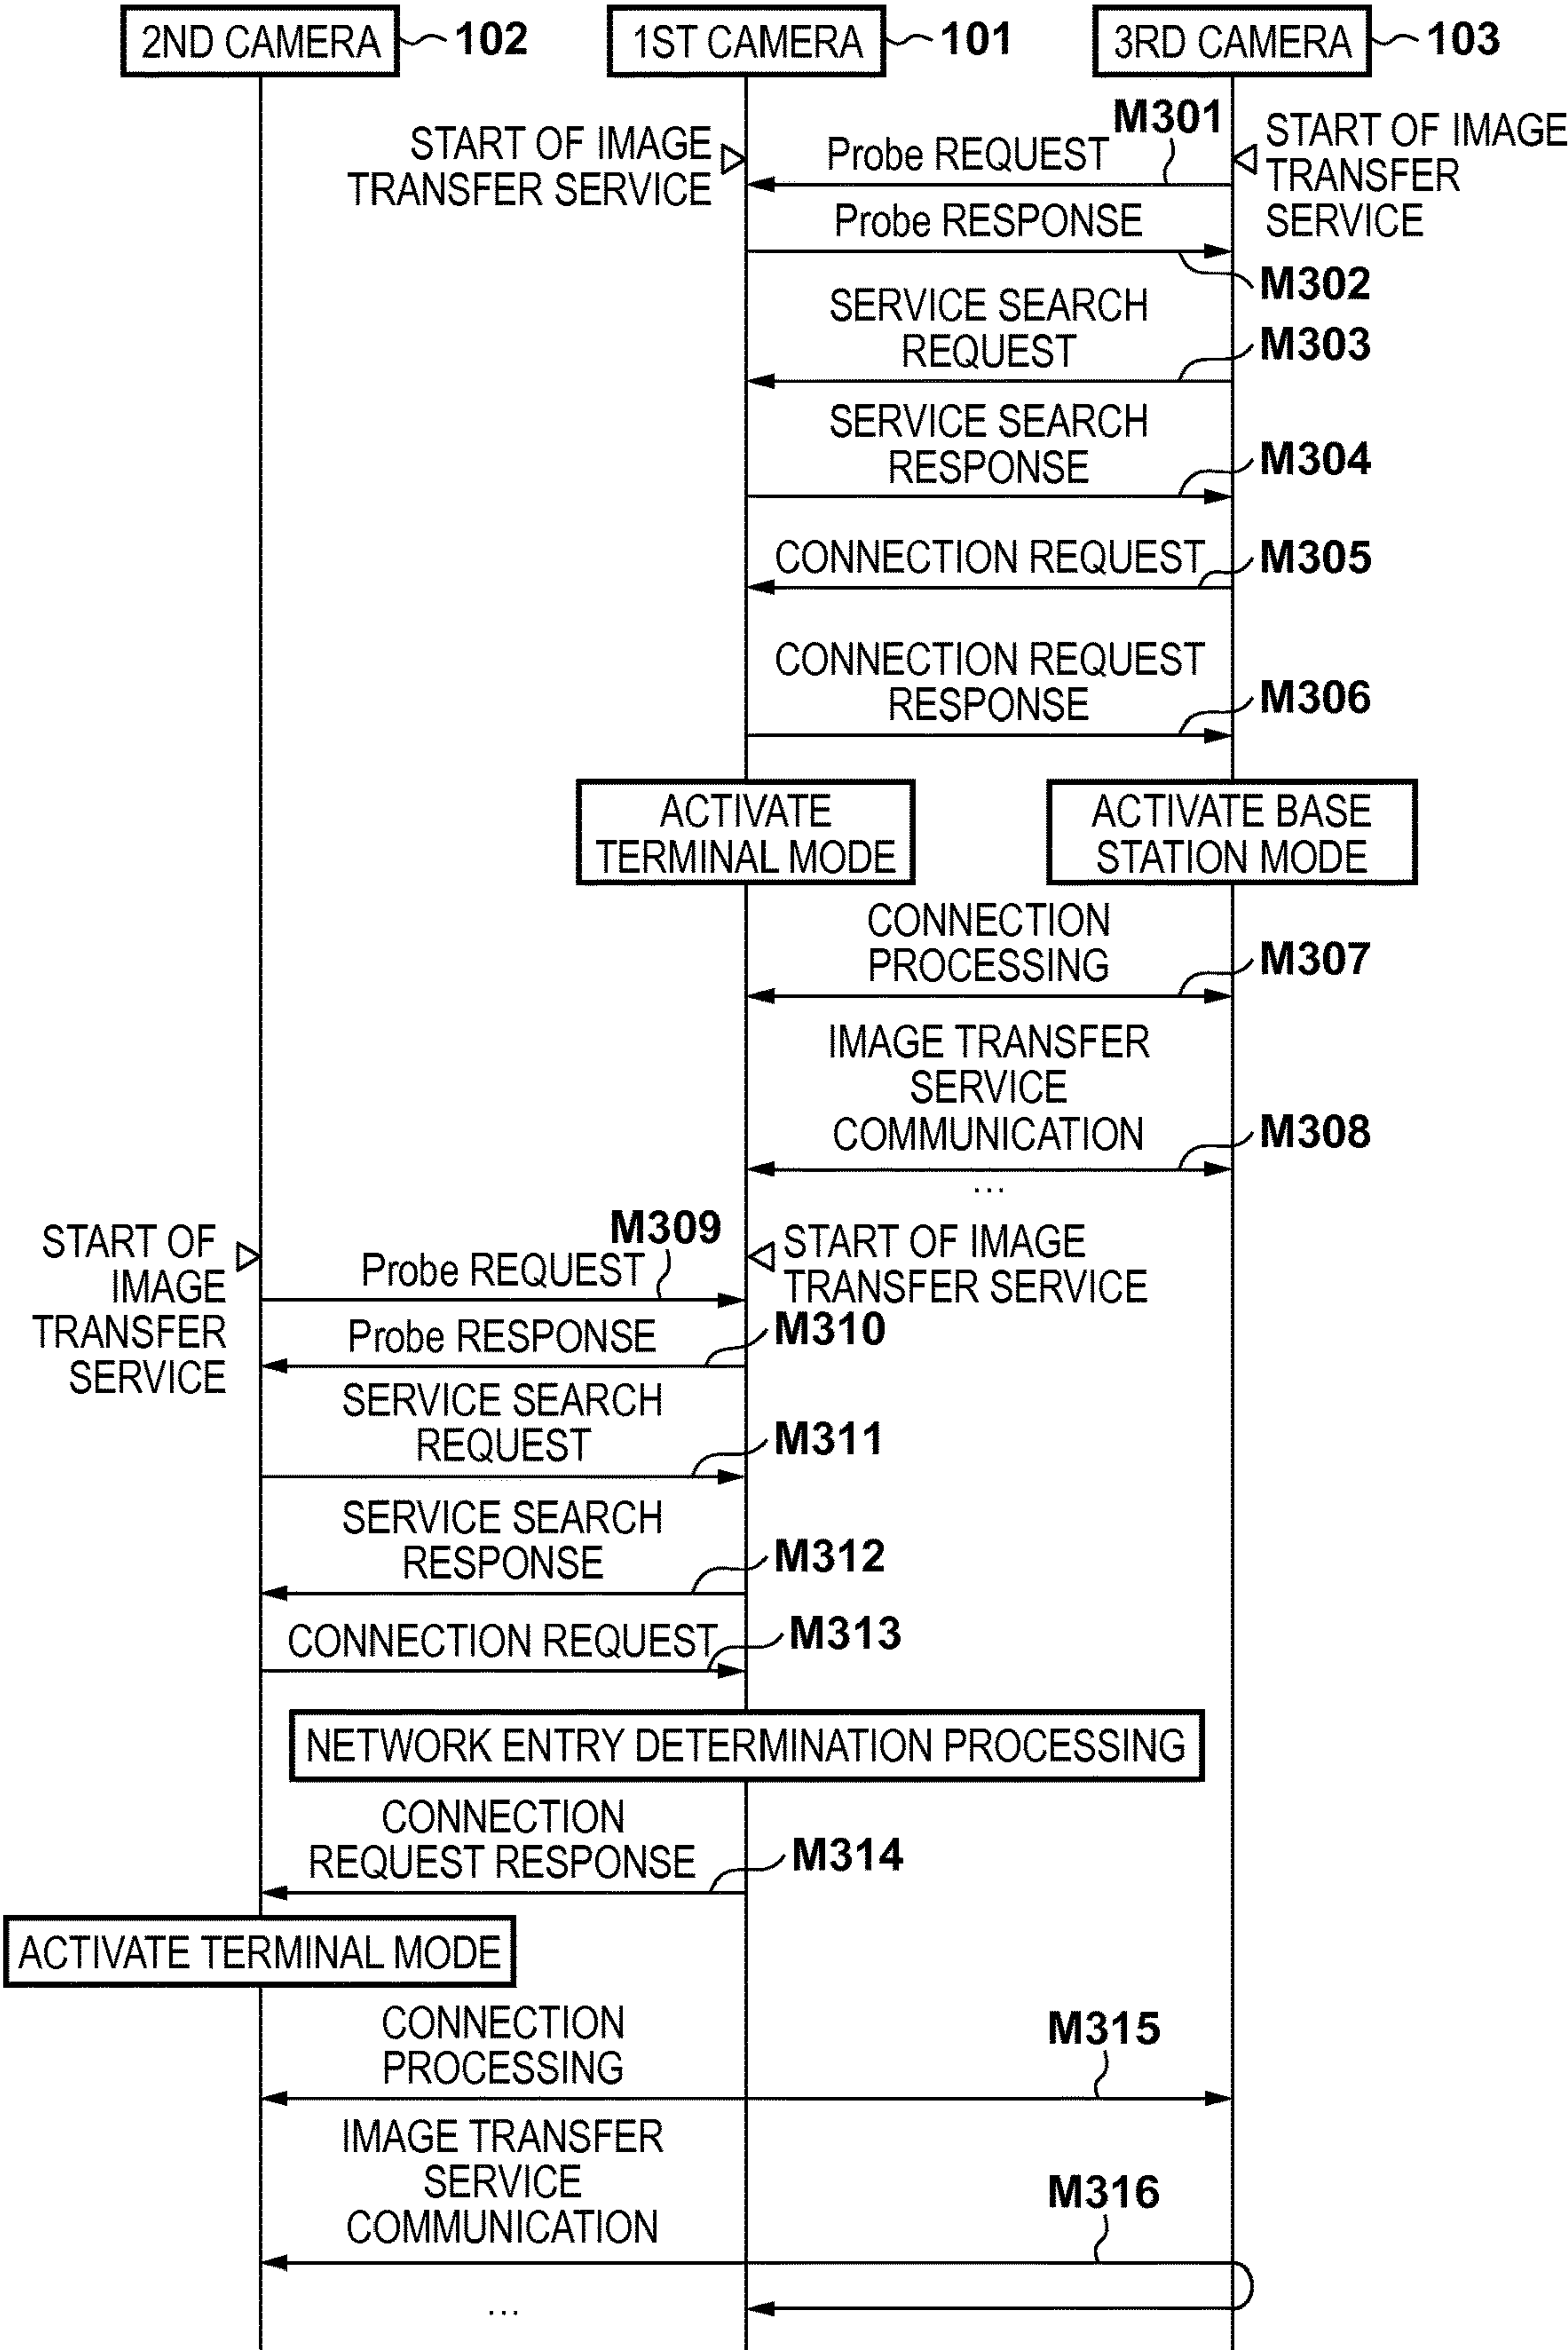 2ND CAMERA 102
1ST CAMERA 101
3RD CAMERA 103
START OF IMAGE
TRANSFER SERVICE
M301
Probe REQUEST
START OF IMAGE
TRANSFER
SERVICE
Probe RESPONSE
M302
SERVICE SEARCH
REQUEST
M303
SERVICE SEARCH
RESPONSE
M304
CONNECTION REQUEST
M305
CONNECTION REQUEST
RESPONSE
M306
ACTIVATE
TERMINAL MODE
ACTIVATE BASE
STATION MODE
CONNECTION
PROCESSING
M307
IMAGE TRANSFER
SERVICE
COMMUNICATION
M308
...
START OF
IMAGE
TRANSFER
SERVICE
M309
Probe REQUEST
START OF IMAGE
TRANSFER SERVICE
Probe RESPONSE
M310
SERVICE SEARCH
REQUEST
M311
SERVICE SEARCH
RESPONSE
M312
CONNECTION REQUEST
M313
NETWORK ENTRY DETERMINATION PROCESSING
CONNECTION
REQUEST RESPONSE
M314
ACTIVATE TERMINAL MODE
CONNECTION
PROCESSING
M315
IMAGE TRANSFER
SERVICE
COMMUNICATION
M316
...